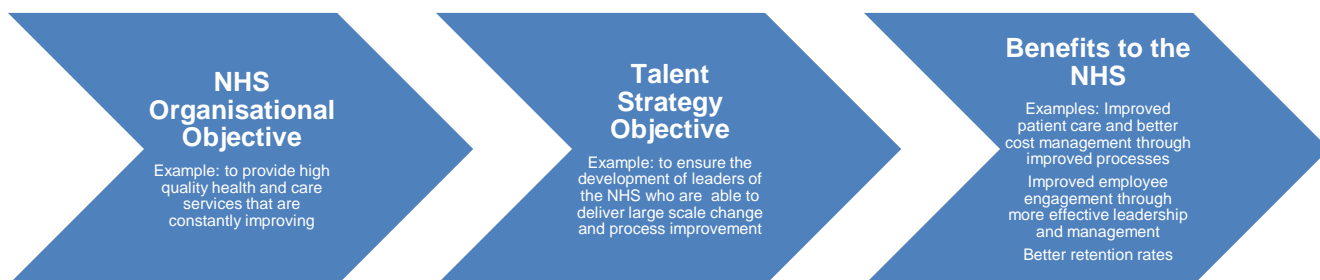 NHS
Organisational
Objective
Example: to provide high
quality health and care
services that are
constantly improving
Talent
Strategy
Objective
Example: to ensure the
development of leaders of
the NHS who are  able to
deliver large scale change
and process improvement
Benefits to the
NHS
Examples: Improved
patient care and better
cost management through
improved processes
Improved employee
engagement through
more effective leadership
and management
Better retention rates